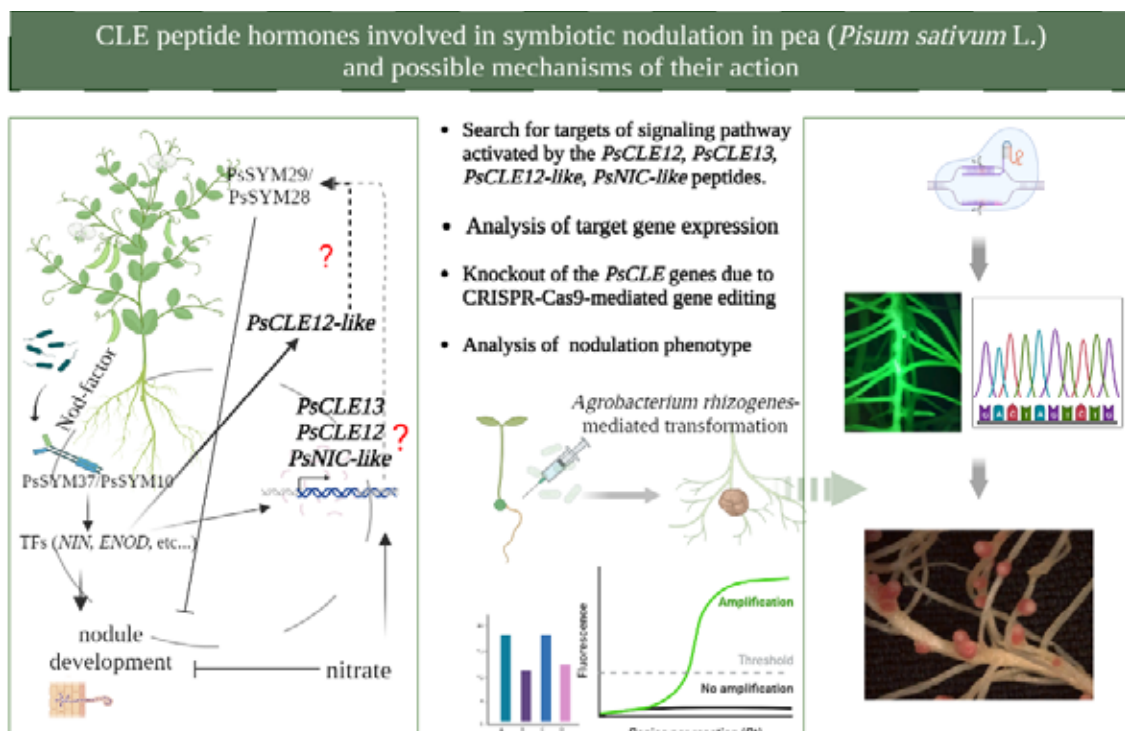 CLE peptide hormones involved in symbiotic nodulation in pea (Pisum sativum L.)
and possible mechanisms of their action
PsSYM29/
PsSYM28
?
PsCLE12-like
Nod-factor
PsCLE13
PsCLE12
PsNIC-like
?
PsSYM37/PsSYM10
TFs (NIN, ENOD, etc...)
nodule
development
nitrate
• Search for targets of signaling pathway
activated by the PsCLE12, PsCLE13,
PsCLE12-like, PsNIC-like peptides.
• Analysis of target gene expression
• Knockout of the PsCLE genes due to
CRISPR-Cas9-mediated gene editing
• Analysis of nodulation phenotype
Agrobacterium rhizogenes-
mediated transformation
Fluorescence
Amplification
Threshold
No amplification